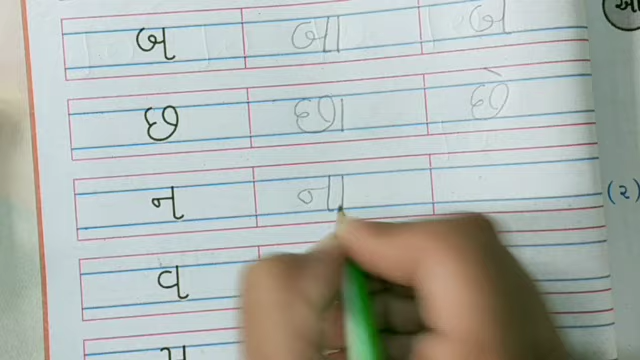 બ બા બ
છ છા છે
ન ના
વ
(૨)